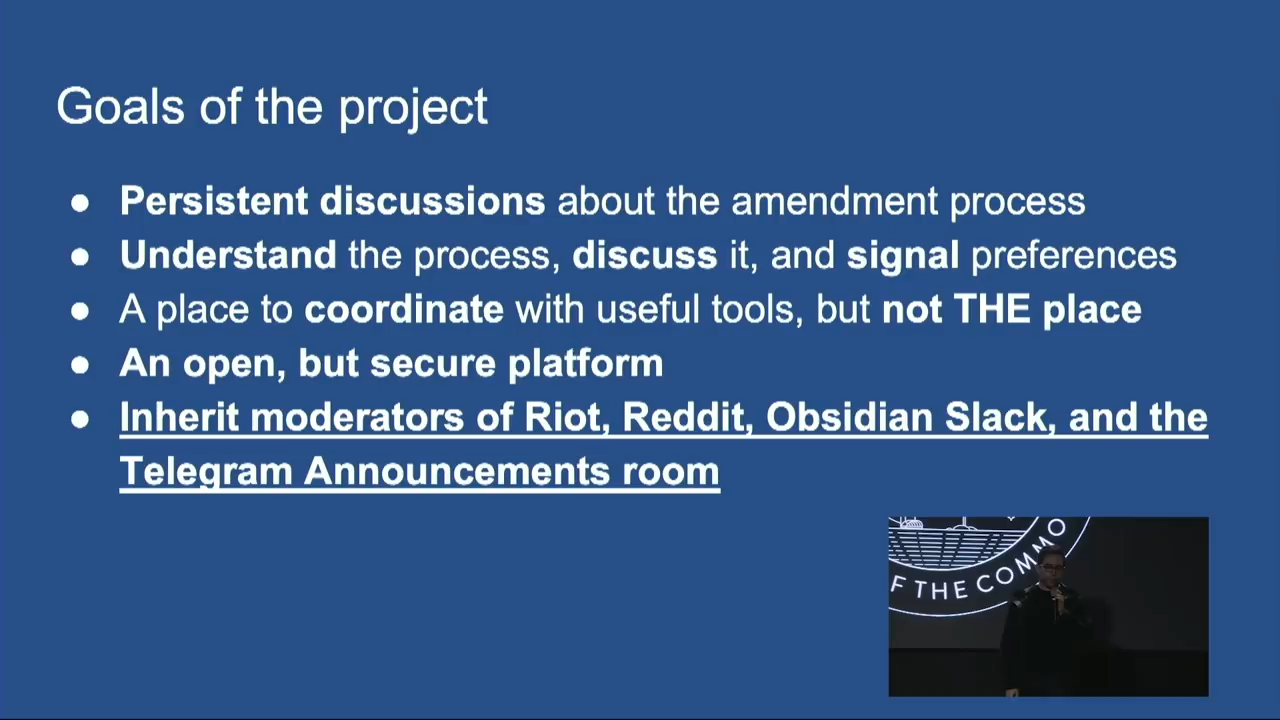 Goals of the project
● Persistent discussions about the amendment process
● Understand the process, discuss it, and signal preferences
● A place to coordinate with useful tools, but not THE place
● An open, but secure platform
● Inherit moderators of Riot, Reddit, Obsidian Slack, and the
Telegram Announcements room
F THE COMMO